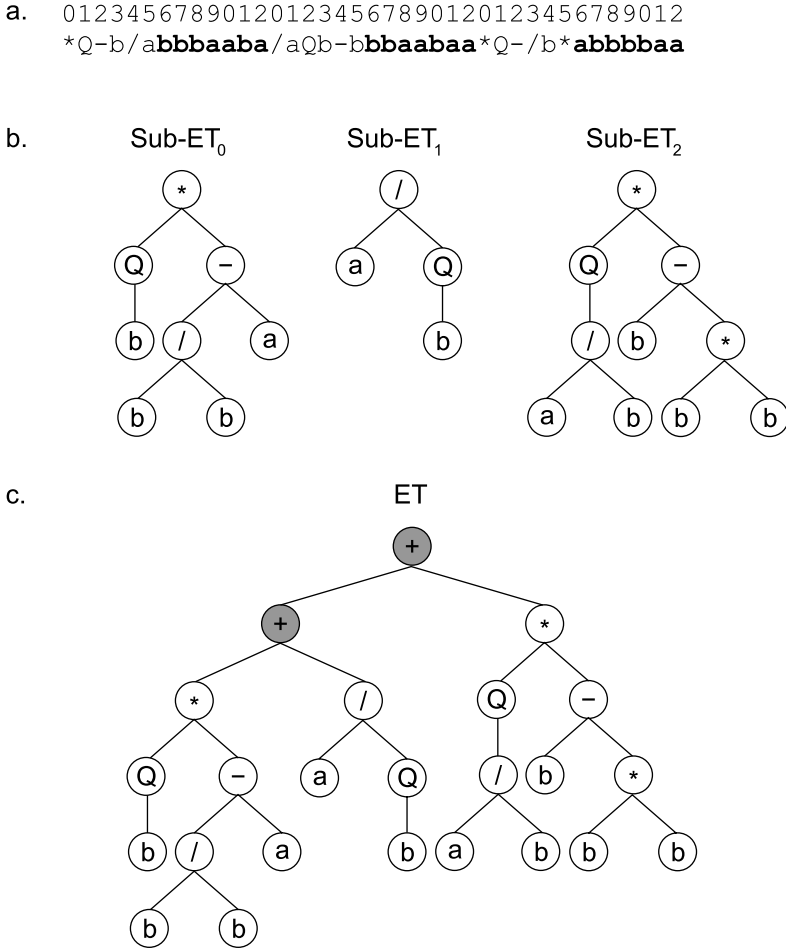 a. 012345678901201234567890120123456789012
*Q-b/abbbaaba/aQb-bbbaabaa*Q-/b*abbbbaa
b. Sub-ET₀ Sub-ET₁ Sub-ET₂
* / *
Q − a Q Q −
b / a b / b *
b b a b b b
c. ET
+
+ *
* / Q −
Q − a Q / b *
b / a b a b b b
b b